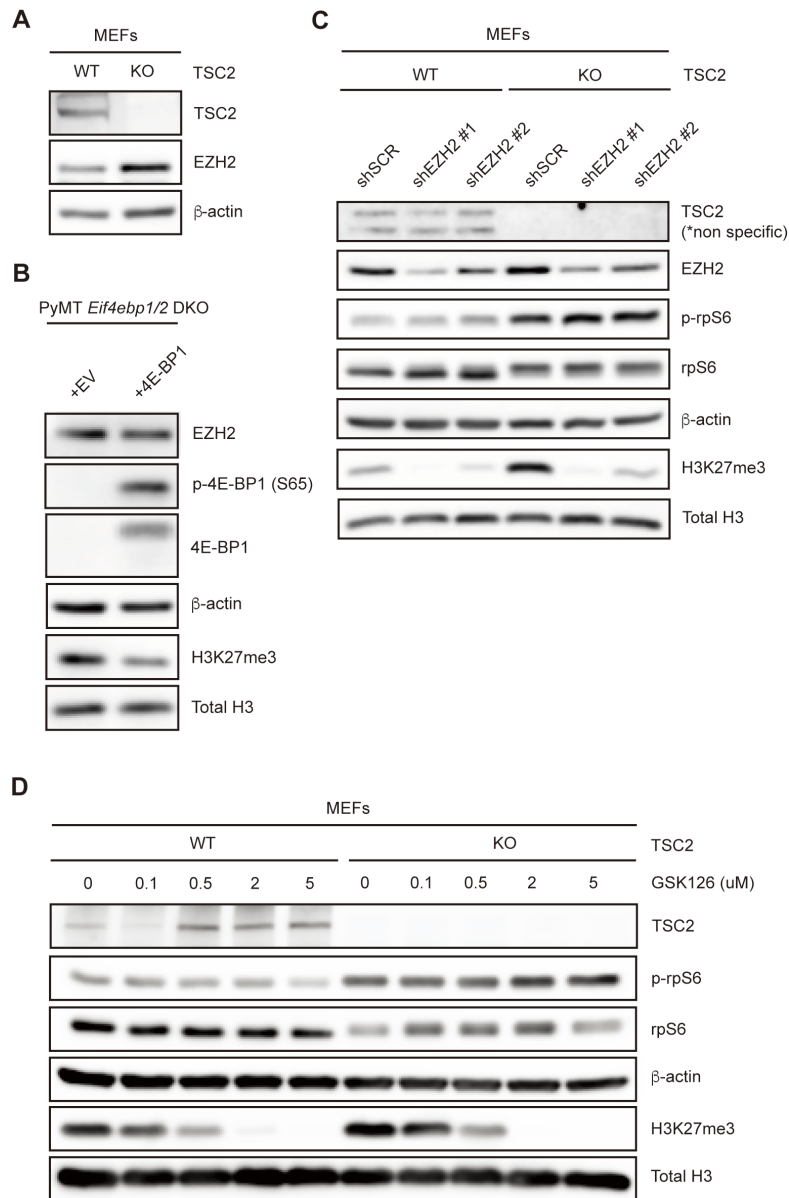 A
MEFs
WT KO TSC2
TSC2
EZH2
β-actin
B
PyMT Eif4ebp1/2 DKO
+EV +4E-BP1
EZH2
p-4E-BP1 (S65)
4E-BP1
β-actin
H3K27me3
Total H3
C
MEFs
WT KO TSC2
shSCR shEZH2 #1 shEZH2 #2 shSCR shEZH2 #1 shEZH2 #2
TSC2
(*non specific)
EZH2
p-rpS6
rpS6
β-actin
H3K27me3
Total H3
D
MEFs
WT KO TSC2
0 0.1 0.5 2 5 0 0.1 0.5 2 5 GSK126 (uM)
TSC2
p-rpS6
rpS6
β-actin
H3K27me3
Total H3